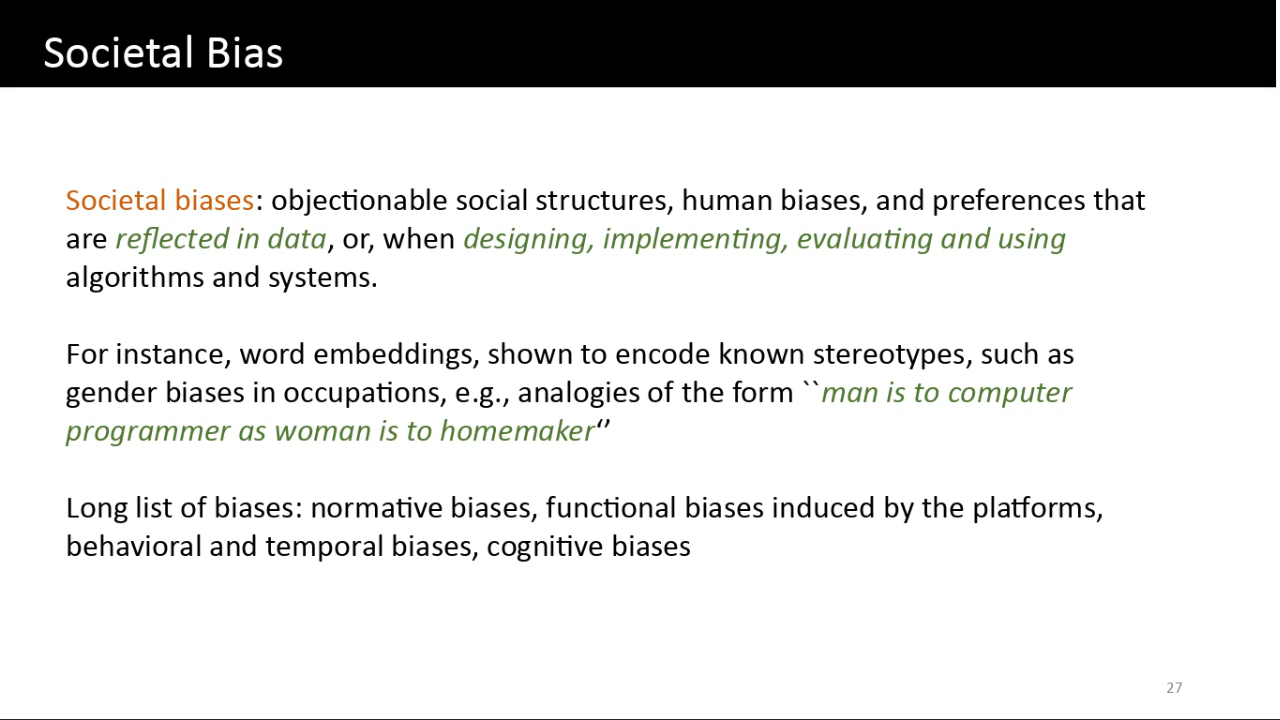 Societal Bias
Societal biases: objectionable social structures, human biases, and preferences that
are reflected in data, or, when designing, implementing, evaluating and using
algorithms and systems.
For instance, word embeddings, shown to encode known stereotypes, such as
gender biases in occupations, e.g., analogies of the form ``man is to computer
programmer as woman is to homemaker‘’
Long list of biases: normative biases, functional biases induced by the platforms,
behavioral and temporal biases, cognitive biases
27